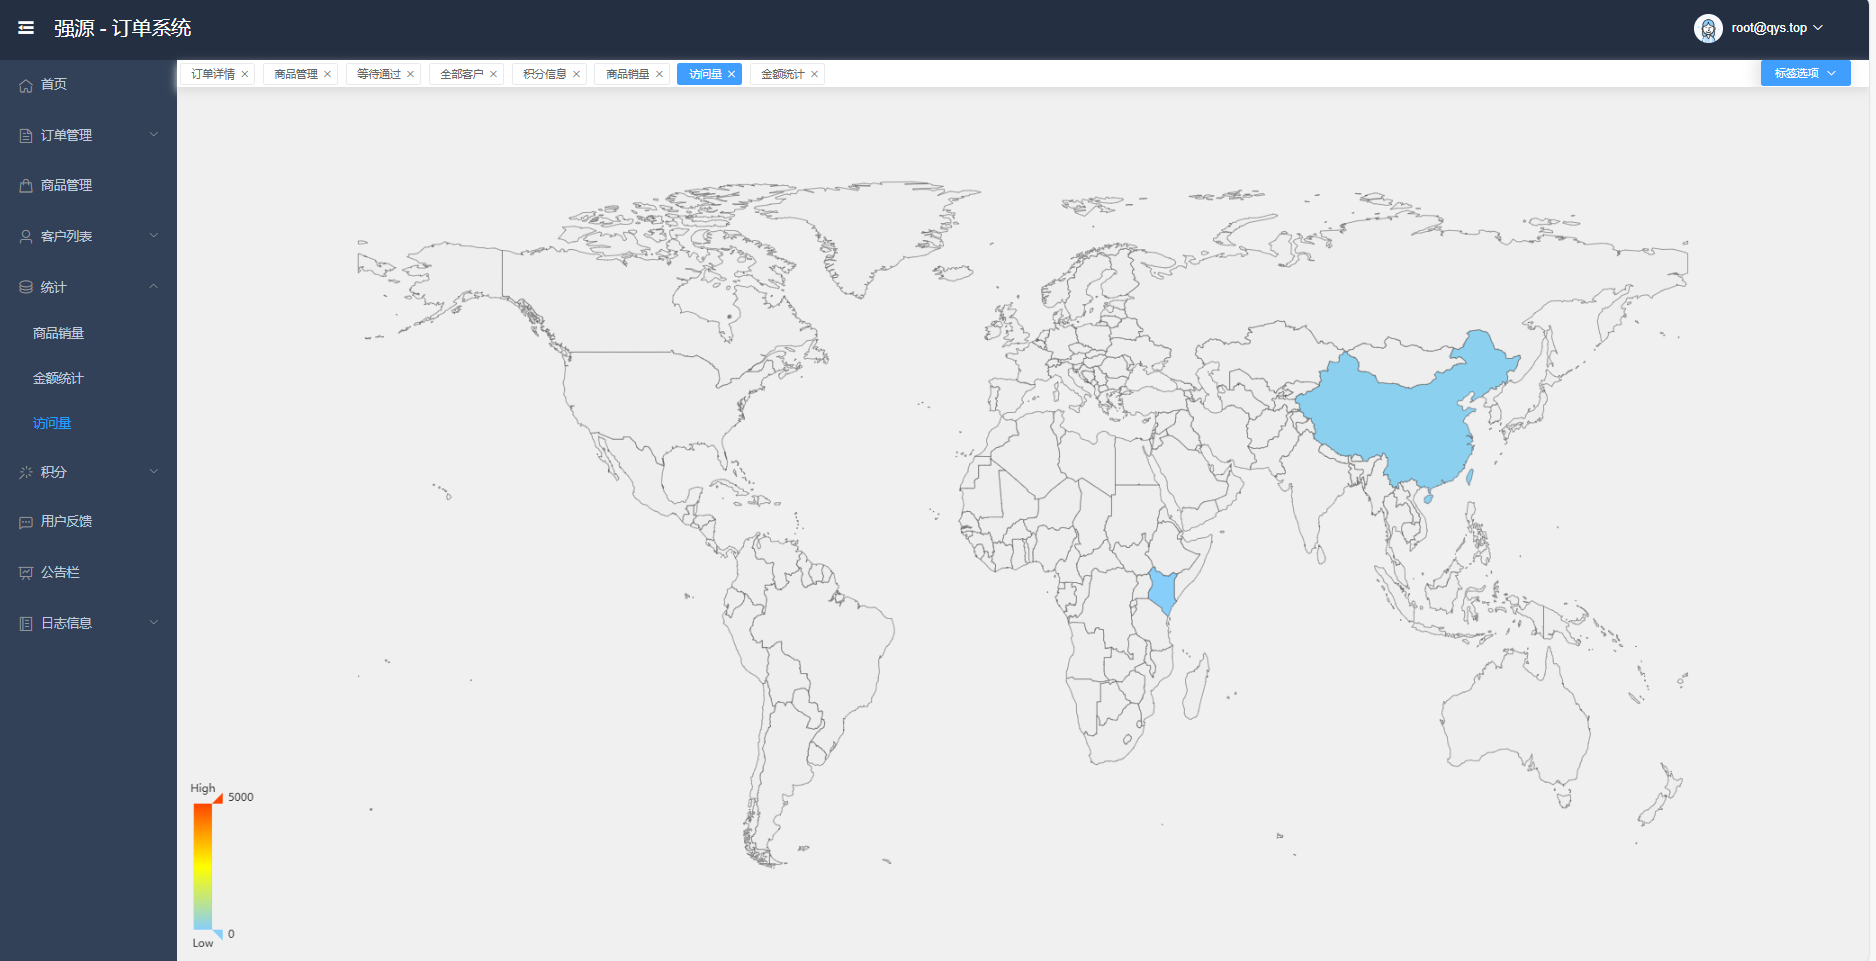 强源 - 订单系统
root@qys.top
首页
订单管理
商品管理
客户列表
统计
商品销量
金额统计
访问量
积分
用户反馈
公告栏
日志信息
订单详情 商品管理 等待通过 全部客户 积分信息 商品销量 访问量 金额统计
标签选项
High
5000
0
Low